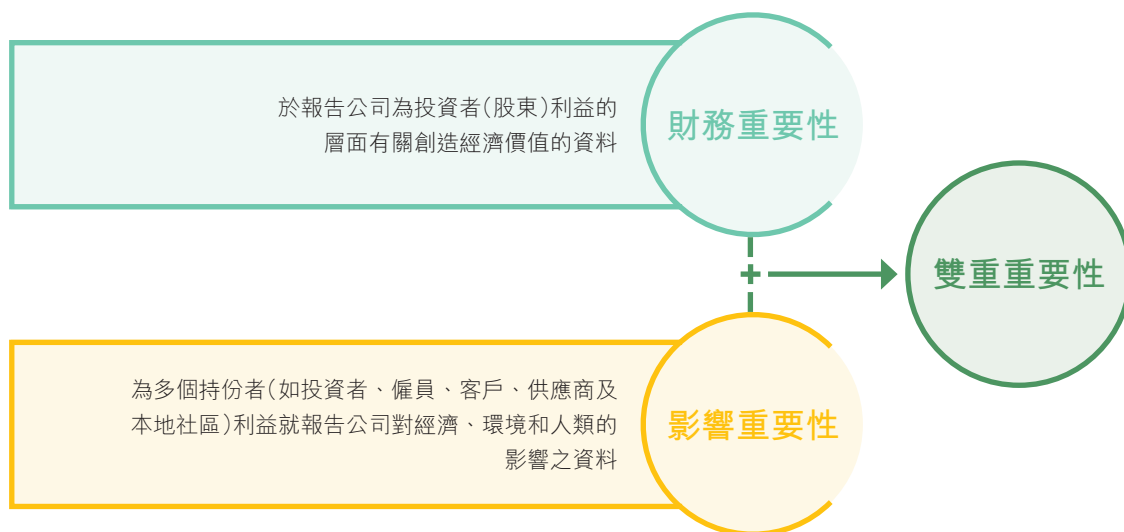 於報告公司為投資者(股東)利益的
層面有關創造經濟價值的資料
財務重要性
+
雙重重要性
為多個持份者(如投資者、僱員、客戶、供應商及
本地社區)利益就報告公司對經濟、環境和人類的
影響之資料
影響重要性